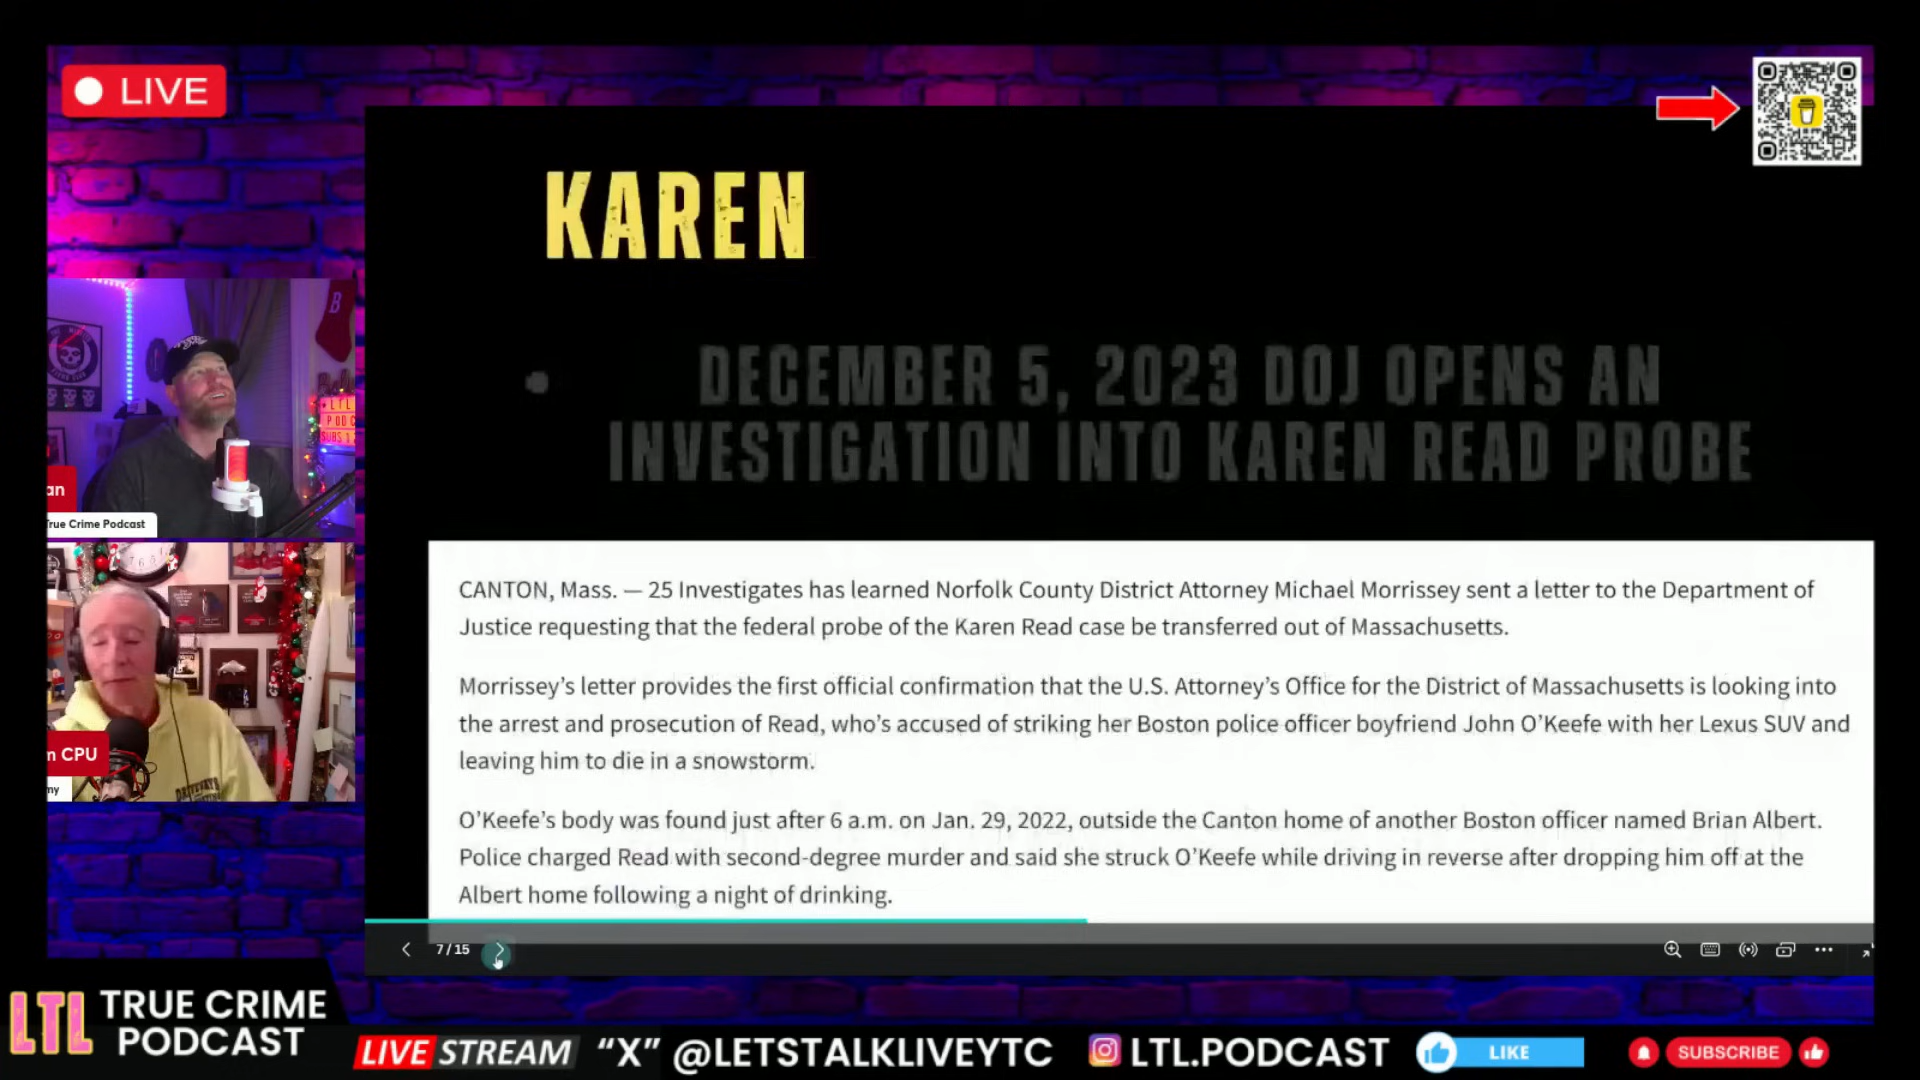 LIVE
KAREN
DECEMBER 5, 2023 DOJ OPENS AN
INVESTIGATION INTO KAREN READ PROBE
B
LTL
POD
SUBS
an
True Crime Podcast
m CPU
my
CANTON, Mass. — 25 Investigates has learned Norfolk County District Attorney Michael Morrissey sent a letter to the Department of
Justice requesting that the federal probe of the Karen Read case be transferred out of Massachusetts.
Morrissey’s letter provides the first official confirmation that the U.S. Attorney’s Office for the District of Massachusetts is looking into
the arrest and prosecution of Read, who’s accused of striking her Boston police officer boyfriend John O’Keefe with her Lexus SUV and
leaving him to die in a snowstorm.
O’Keefe’s body was found just after 6 a.m. on Jan. 29, 2022, outside the Canton home of another Boston officer named Brian Albert.
Police charged Read with second-degree murder and said she struck O’Keefe while driving in reverse after dropping him off at the
Albert home following a night of drinking.
7/15
LTL TRUE CRIME
PODCAST
LIVE STREAM “X” @LETSTALKLIVEYTC LTL.PODCAST LIKE SUBSCRIBE